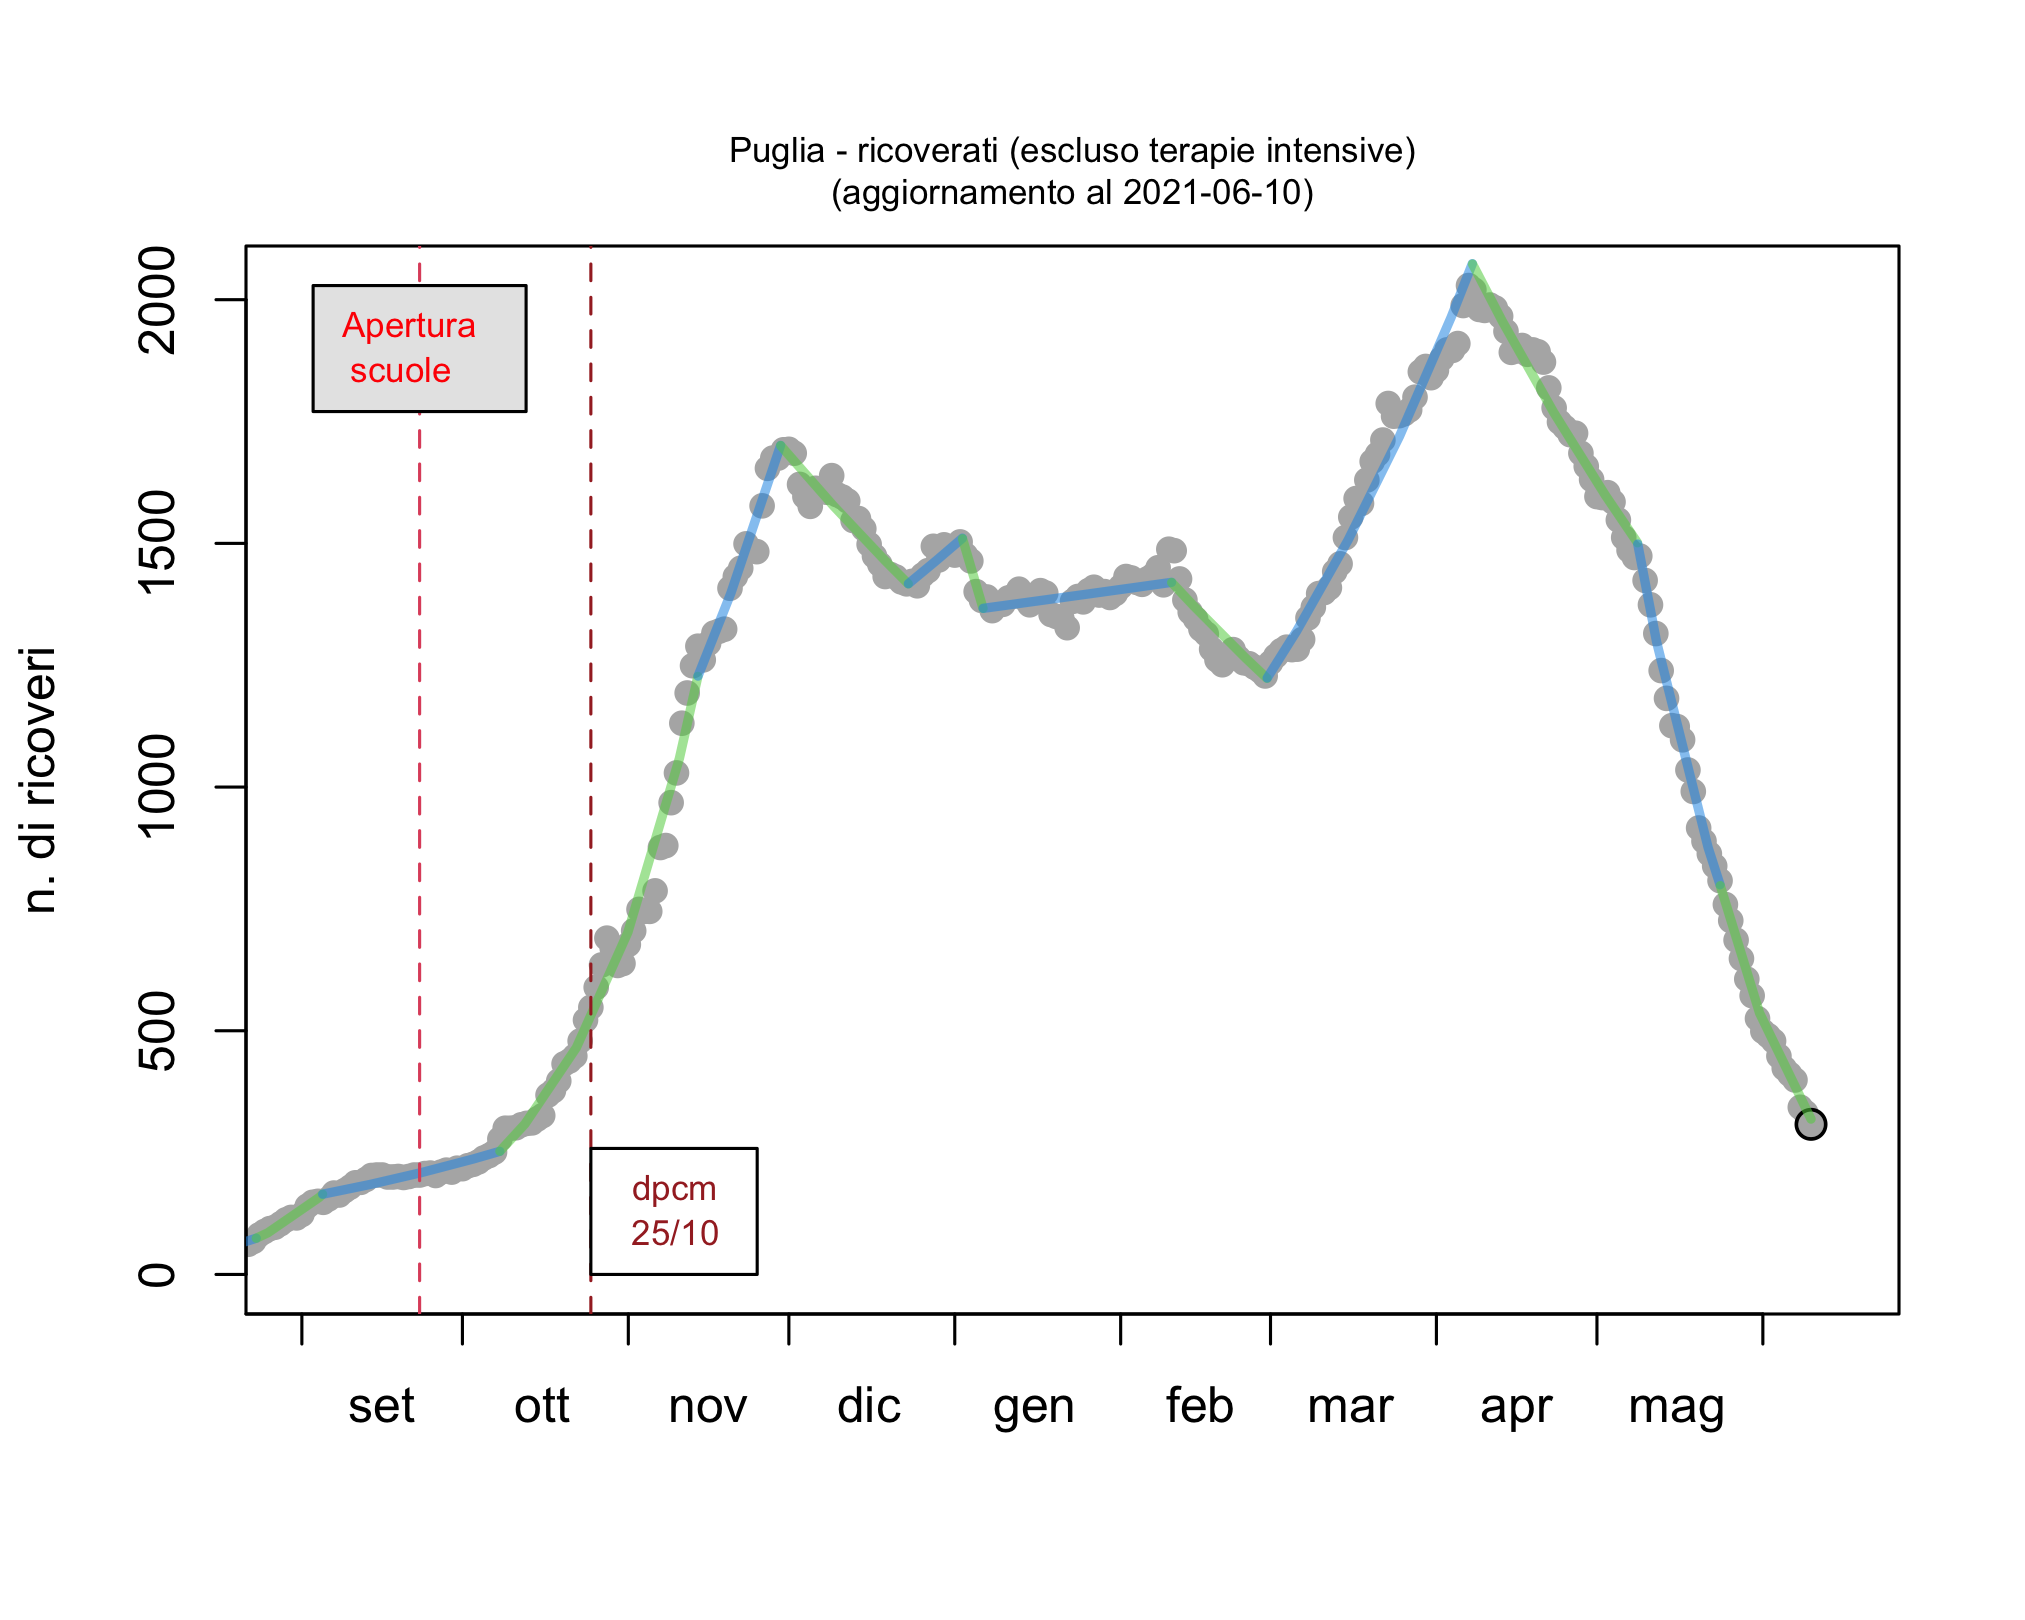 Puglia - ricoverati (escluso terapie intensive)
(aggiornamento al 2021-06-10)
n. di ricoveri
2000
1500
1000
500
0
Apertura
scuole
dpcm
25/10
set ott nov dic gen feb mar apr mag